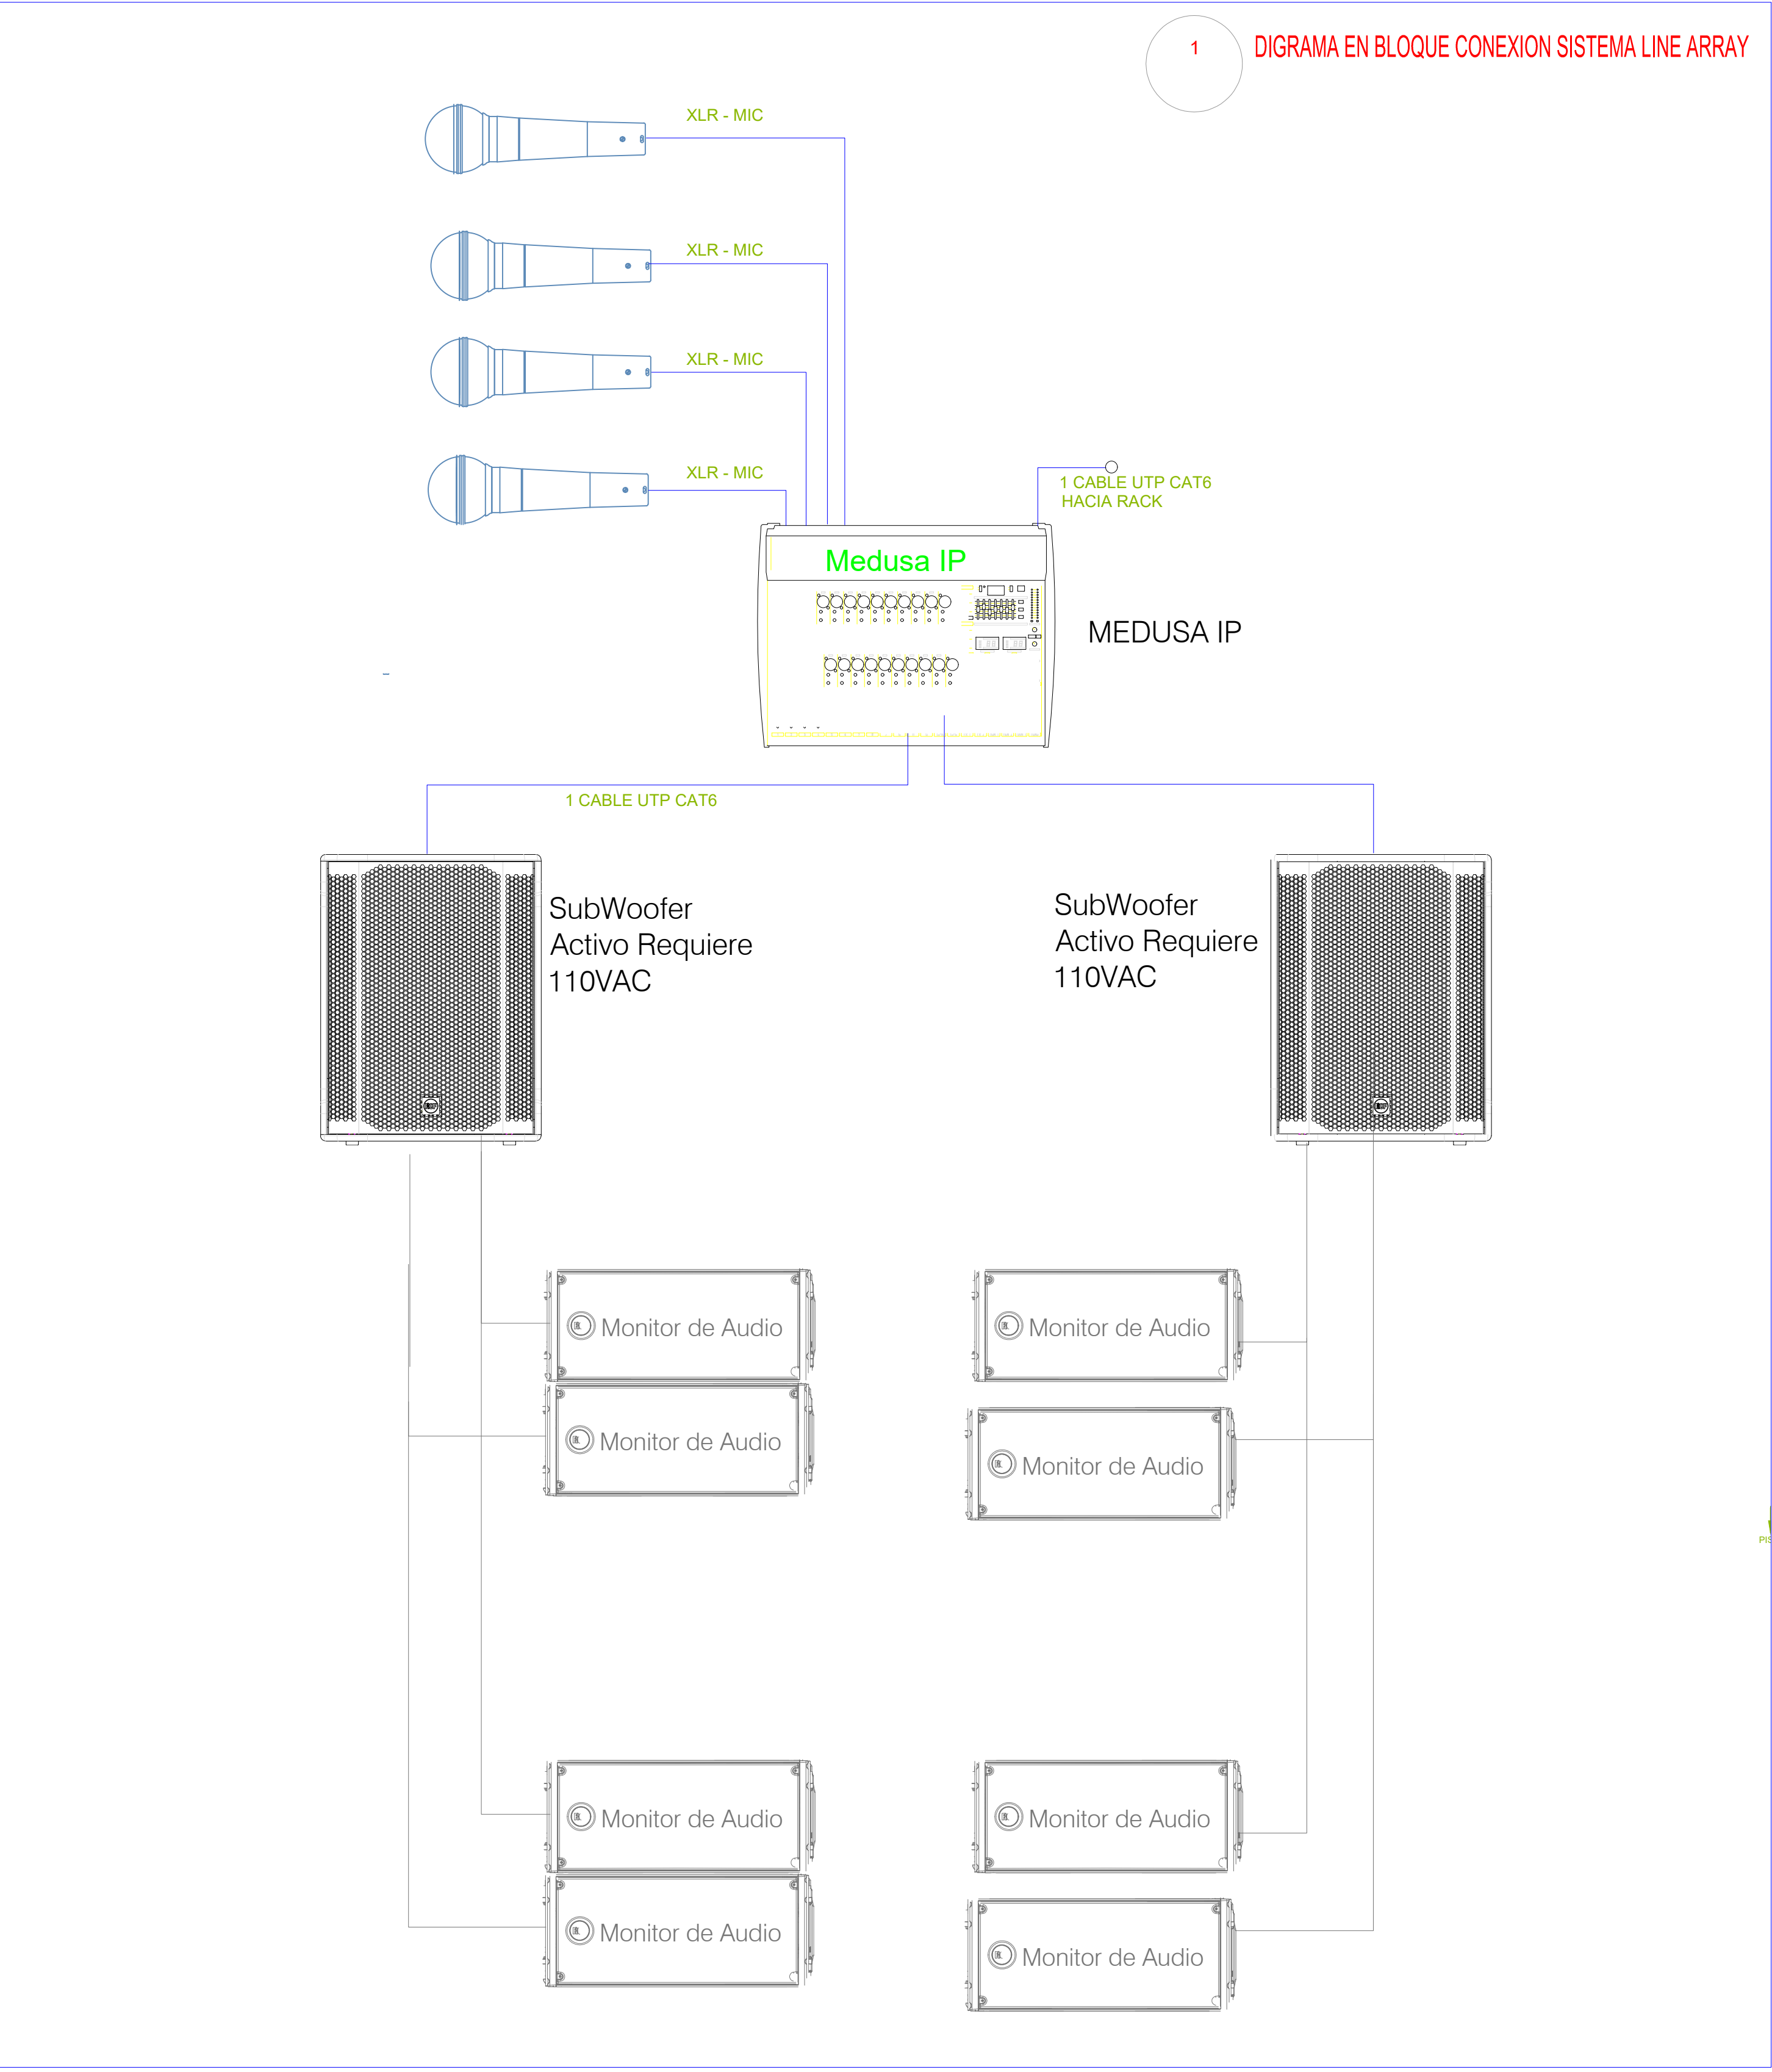 1
DIGRAMA EN BLOQUE CONEXION SISTEMA LINE ARRAY
XLR - MIC
XLR - MIC
XLR - MIC
XLR - MIC
1 CABLE UTP CAT6
HACIA RACK
Medusa IP
MEDUSA IP
1 CABLE UTP CAT6
SubWoofer
Activo Requiere
110VAC
SubWoofer
Activo Requiere
110VAC
Monitor de Audio
Monitor de Audio
Monitor de Audio
Monitor de Audio
PIS
Monitor de Audio
Monitor de Audio
Monitor de Audio
Monitor de Audio